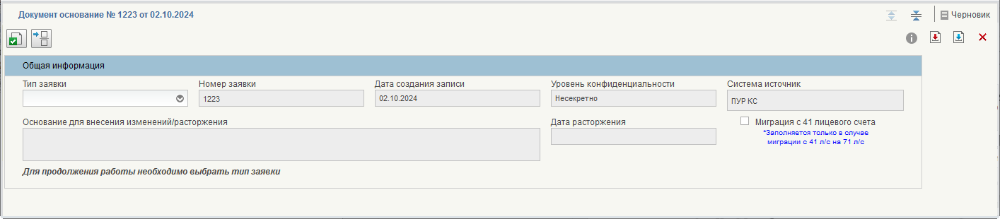 Документ основание № 1223 от 02.10.2024
Черновик
Общая информация
Тип заявки
Номер заявки
Дата создания записи
Уровень конфиденциальности
Система источник
1223
02.10.2024
Несекретно
ПУР КС
Основание для внесения изменений/расторжения
Дата расторжения
Миграция с 41 лицевого счета
*Заполняется только в случае
миграции с 41 л/с на 71 л/с
Для продолжения работы необходимо выбрать тип заявки